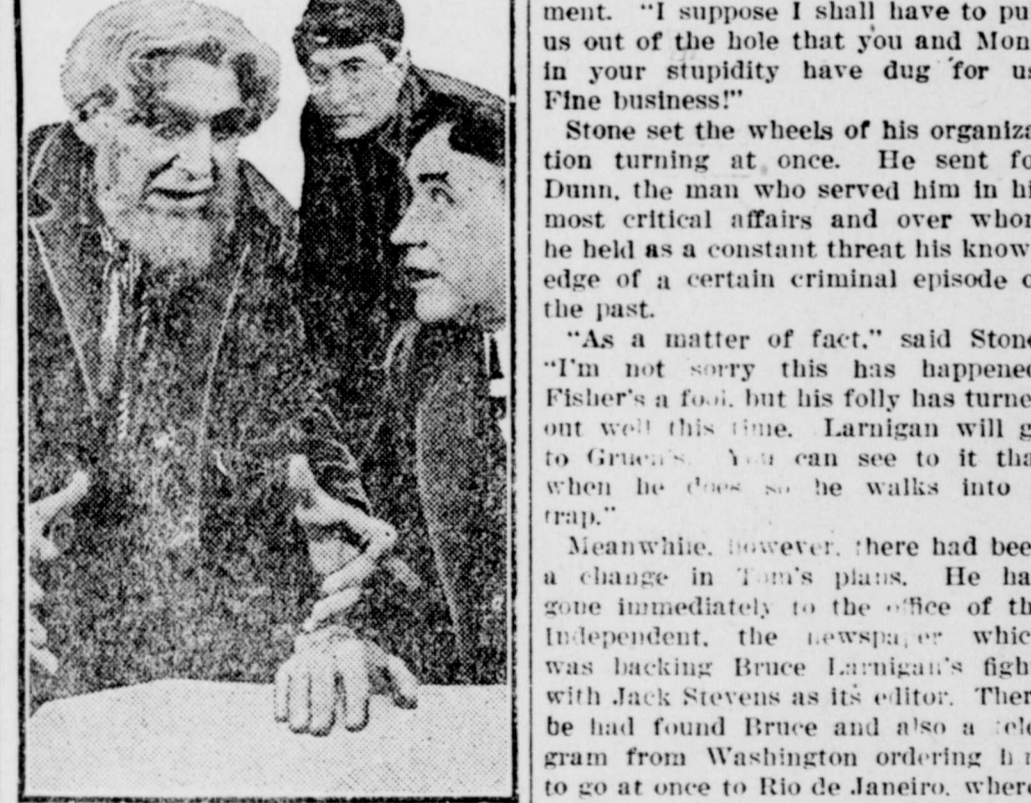 ment. "I suppose I shall have to pu
us out of the hole that you and Mon
in your stupidity have dug for us
Fine business!"
Stone set the wheels of his organiza
tion turning at once. He sent fo
Dunn, the man who served him in hi
most critical affairs and over whom
he held as a constant threat his knowl
edge of a certain criminal episode o
the past.
"As a matter of fact," said Stone
"I'm not sorry this has happened
Fisher's a fool, but his folly has turne
out well this time. Larnigan will g
to Gruen's. You can see to it tha
when he does so he walks into
trap."
Meanwhile, however, there had bee
a change in Tom's plans. He ha
gone immediately to the office of th
Independent, the newspaper whic
was backing Bruce Larnigan's figh
with Jack Stevens as its editor. Ther
be had found Bruce and also a tele
gram from Washington ordering
to go at once to Rio de Janeiro, wher